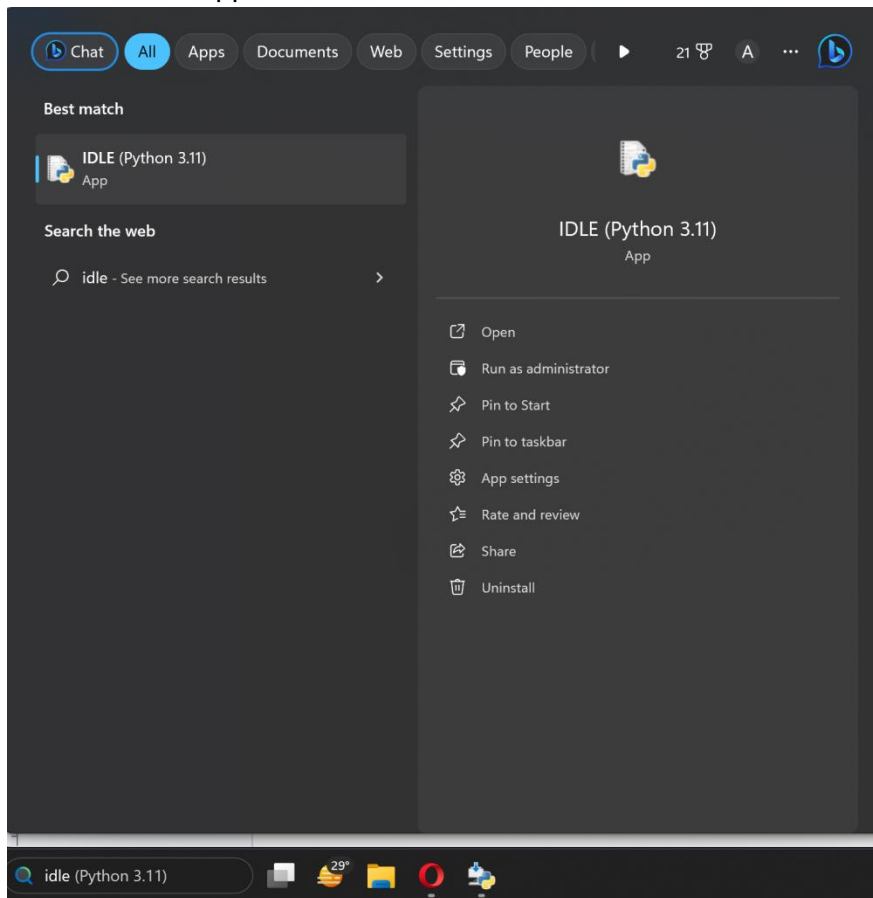 Chat All Apps Documents Web Settings People 21 A ...
Best match
IDLE (Python 3.11)
App
Search the web
idle - See more search results
IDLE (Python 3.11)
App
Open
Run as administrator
Pin to Start
Pin to taskbar
App settings
Rate and review
Share
Uninstall
idle (Python 3.11)
29°